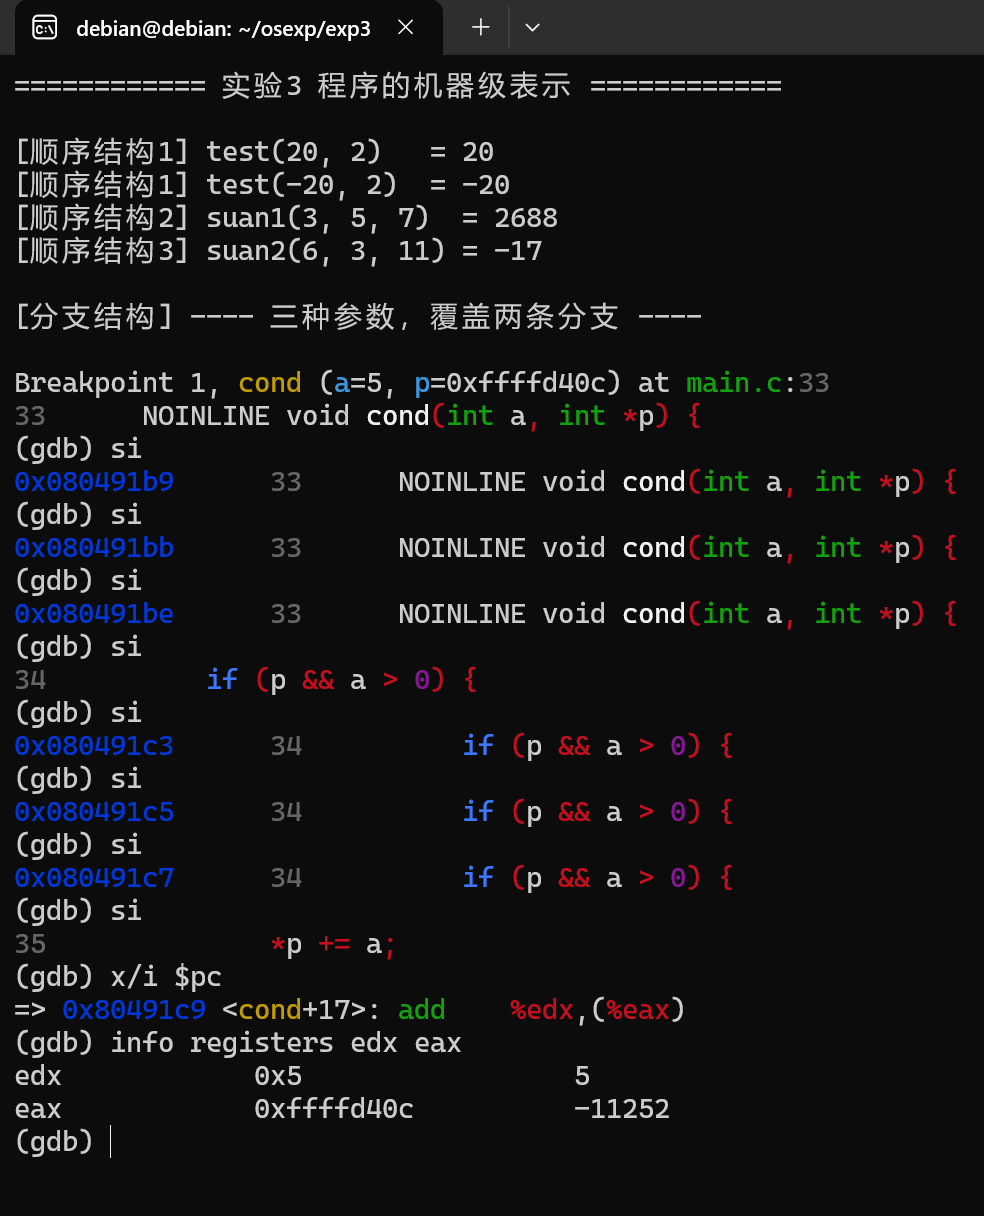 debian@debian: ~/osexp/exp3
============ 实验3 程序的机器级表示 ============
[顺序结构1] test(20, 2)   = 20
[顺序结构1] test(-20, 2)  = -20
[顺序结构2] suan1(3, 5, 7)  = 2688
[顺序结构3] suan2(6, 3, 11) = -17
[分支结构] ---- 三种参数, 覆盖两条分支 ----
Breakpoint 1, cond (a=5, p=0xffffd40c) at main.c:33
33      NOINLINE void cond(int a, int *p) {
(gdb) si
0x080491b9      33      NOINLINE void cond(int a, int *p) {
(gdb) si
0x080491bb      33      NOINLINE void cond(int a, int *p) {
(gdb) si
0x080491be      33      NOINLINE void cond(int a, int *p) {
(gdb) si
34          if (p && a > 0) {
(gdb) si
0x080491c3      34          if (p && a > 0) {
(gdb) si
0x080491c5      34          if (p && a > 0) {
(gdb) si
0x080491c7      34          if (p && a > 0) {
(gdb) si
35              *p += a;
(gdb) x/i $pc
=> 0x80491c9 <cond+17>: add    %edx,(%eax)
(gdb) info registers edx eax
edx            0x5                 5
eax            0xffffd40c          -11252
(gdb)